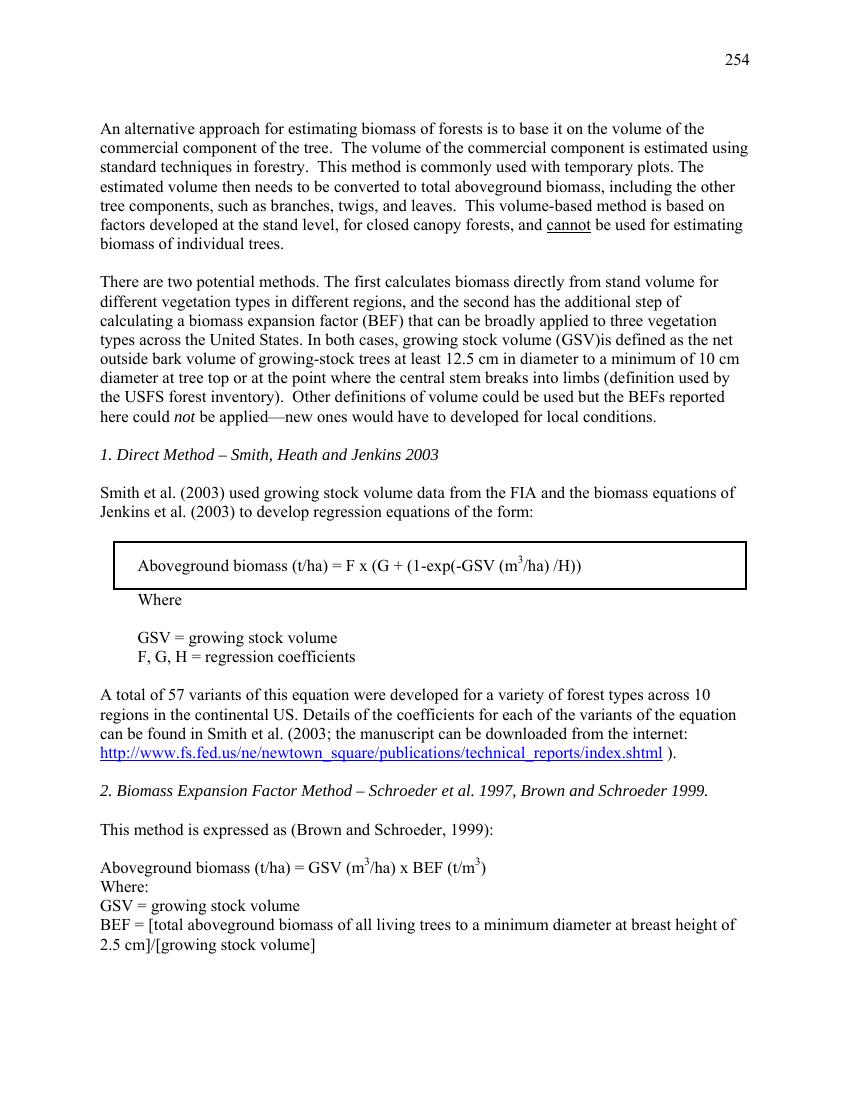 254
An alternative approach for estimating biomass of forests is to base it on the volume of the
commercial component of the tree.  The volume of the commercial component is estimated using
standard techniques in forestry.  This method is commonly used with temporary plots. The
estimated volume then needs to be converted to total aboveground biomass, including the other
tree components, such as branches, twigs, and leaves.  This volume-based method is based on
factors developed at the stand level, for closed canopy forests, and cannot be used for estimating
biomass of individual trees.
There are two potential methods. The first calculates biomass directly from stand volume for
different vegetation types in different regions, and the second has the additional step of
calculating a biomass expansion factor (BEF) that can be broadly applied to three vegetation
types across the United States. In both cases, growing stock volume (GSV)is defined as the net
outside bark volume of growing-stock trees at least 12.5 cm in diameter to a minimum of 10 cm
diameter at tree top or at the point where the central stem breaks into limbs (definition used by
the USFS forest inventory).  Other definitions of volume could be used but the BEFs reported
here could not be applied—new ones would have to developed for local conditions.
1. Direct Method – Smith, Heath and Jenkins 2003
Smith et al. (2003) used growing stock volume data from the FIA and the biomass equations of
Jenkins et al. (2003) to develop regression equations of the form:
Aboveground biomass (t/ha) = F x (G + (1-exp(-GSV (m³/ha) /H))
Where
GSV = growing stock volume
F, G, H = regression coefficients
A total of 57 variants of this equation were developed for a variety of forest types across 10
regions in the continental US. Details of the coefficients for each of the variants of the equation
can be found in Smith et al. (2003; the manuscript can be downloaded from the internet:
http://www.fs.fed.us/ne/newtown_square/publications/technical_reports/index.shtml ).
2. Biomass Expansion Factor Method – Schroeder et al. 1997, Brown and Schroeder 1999.
This method is expressed as (Brown and Schroeder, 1999):
Aboveground biomass (t/ha) = GSV (m³/ha) x BEF (t/m³)
Where:
GSV = growing stock volume
BEF = [total aboveground biomass of all living trees to a minimum diameter at breast height of
2.5 cm]/[growing stock volume]